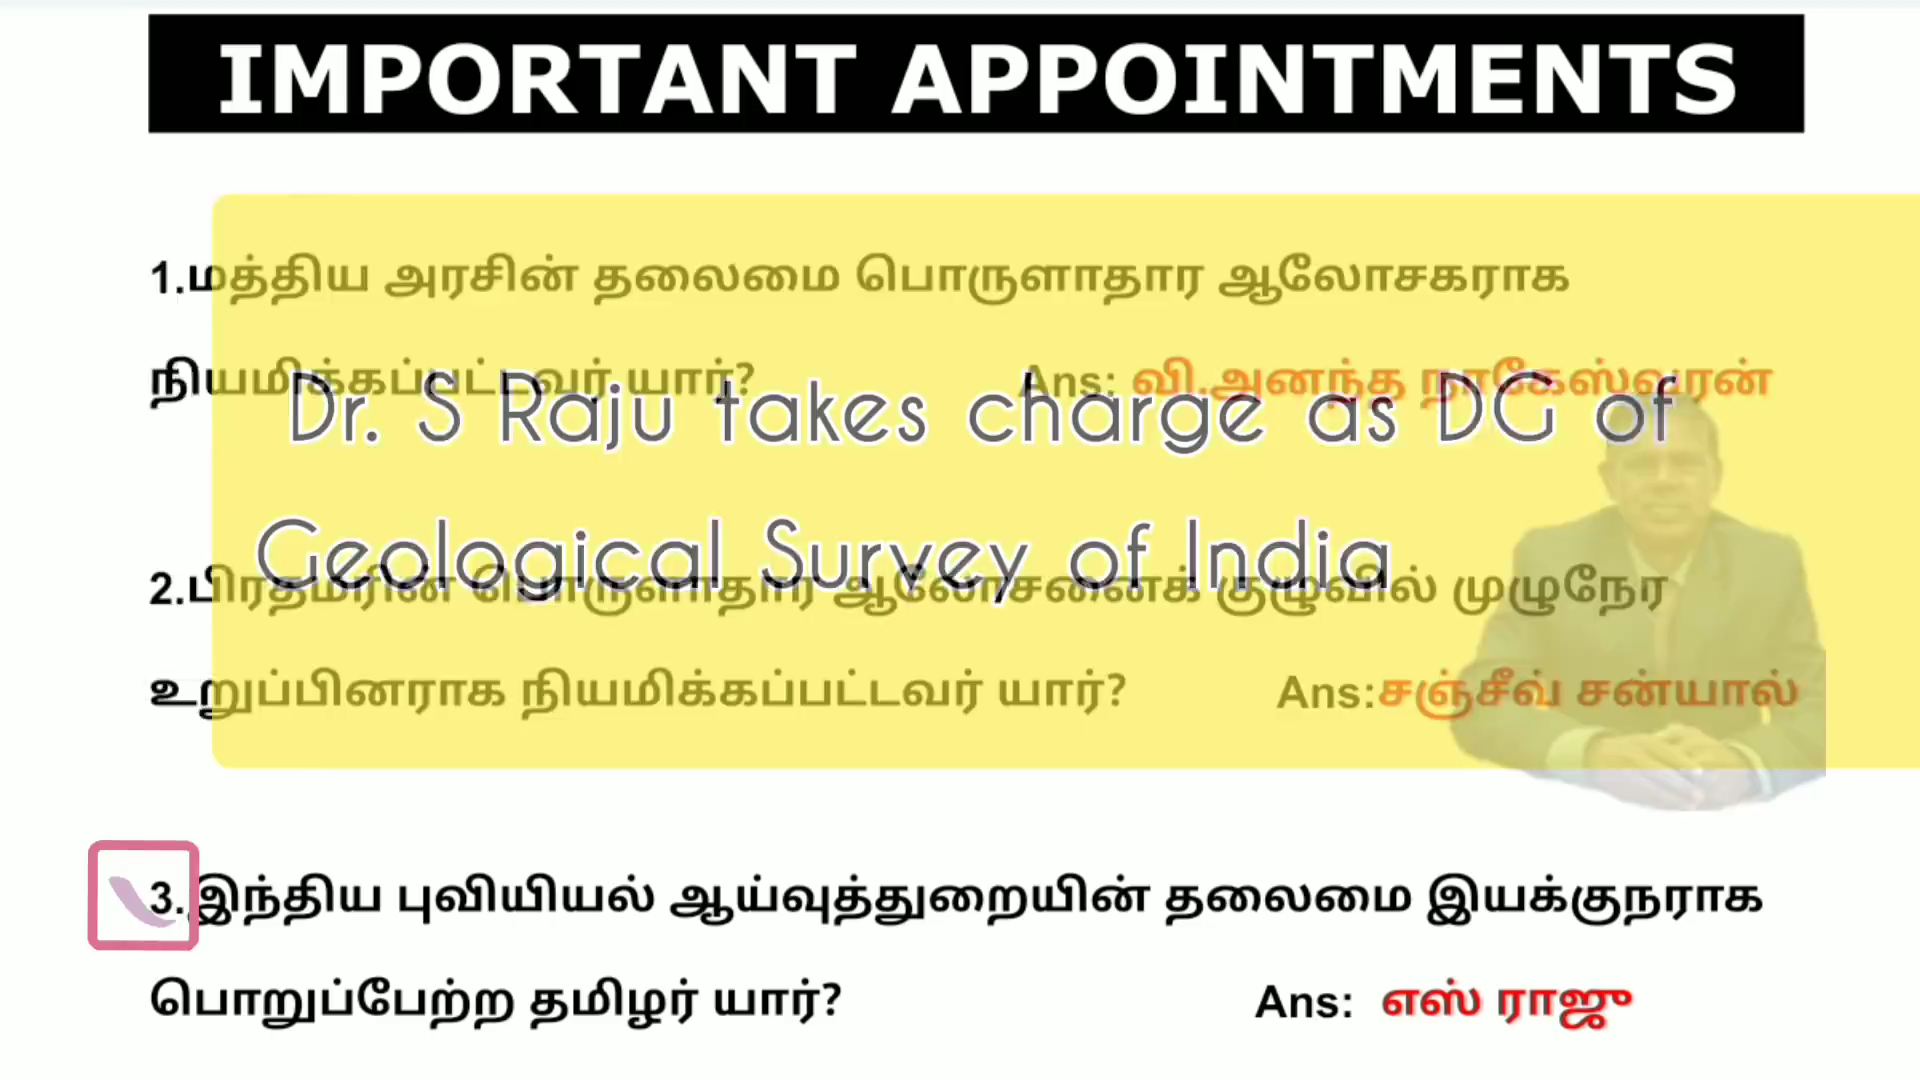 IMPORTANT APPOINTMENTS
1.மத்திய அரசின் தலைமை பொருளாதார ஆலோசகராக
நியமிக்கப்பட்டவர் யார்? Ans: வி.அனந்த நாகேஸ்வரன்
Dr. S Raju takes charge as DG of
Geological Survey of India
2.பிரதமரின் பொருளாதார ஆலோசனைக் குழுவில் முழுநேர
உறுப்பினராக நியமிக்கப்பட்டவர் யார்? Ans:சஞ்சீவ் சன்யால்
3.இந்திய புவியியல் ஆய்வுத்துறையின் தலைமை இயக்குநராக
பொறுப்பேற்ற தமிழர் யார்? Ans: எஸ் ராஜு